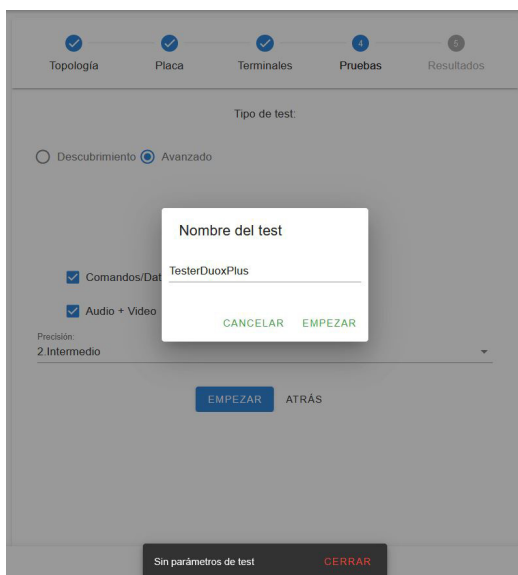 4 5
Topología Placa Terminales Pruebas Resultados
Tipo de test:
Descubrimiento Avanzado
Nombre del test
TesterDuoxPlus
Comandos/Dat
Audio + Video
CANCELAR EMPEZAR
Precisión:
2.Intermedio
EMPEZAR ATRÁS
Sin parámetros de test CERRAR